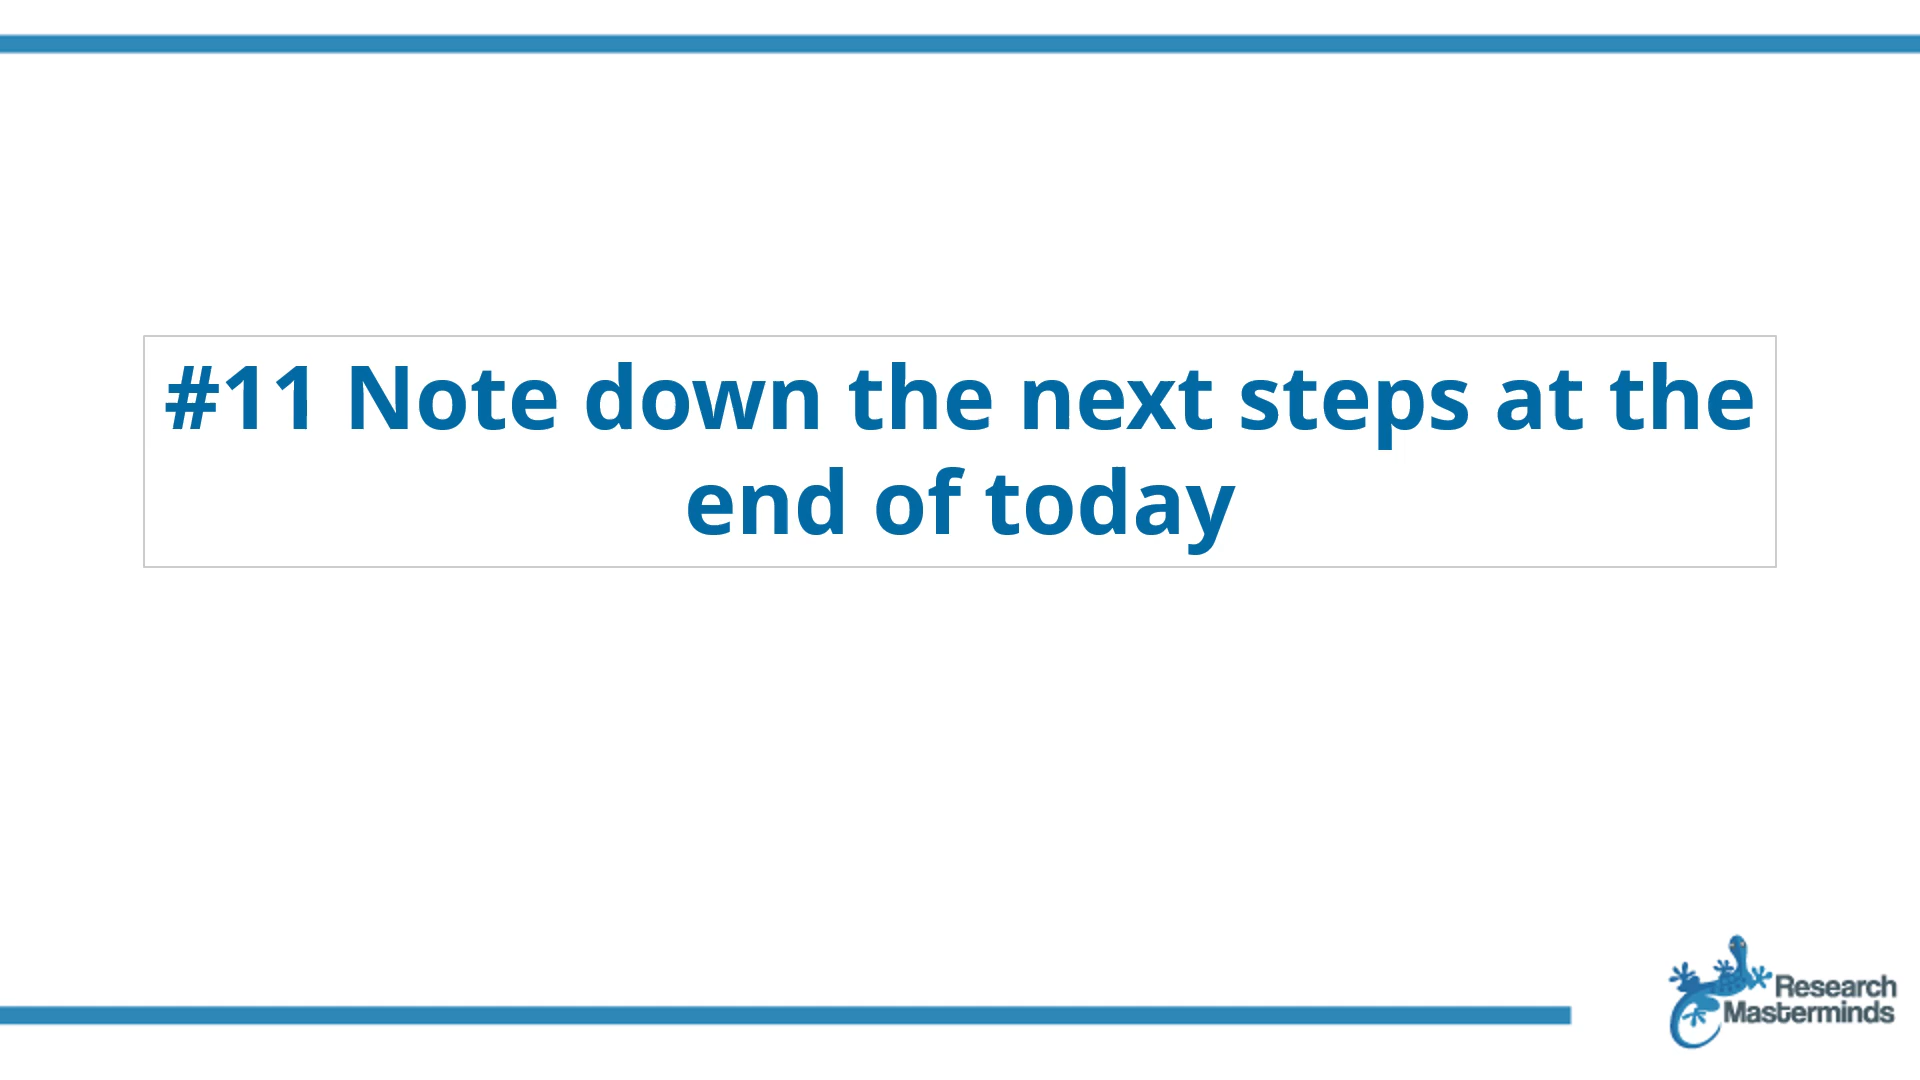 #11 Note down the next steps at the
end of today
Research
Masterminds